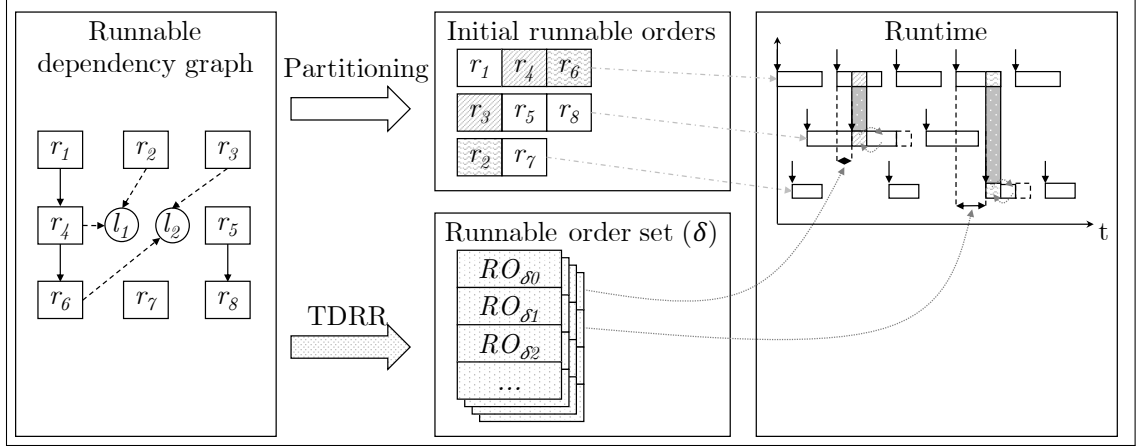 Runnable
dependency graph
r1 r2 r3
r4 l1 l2 r5
r6 r7 r8
Partitioning
TDRR
Initial runnable orders
r1 r4 r6
r3 r5 r8
r2 r7
Runnable order set (δ)
ROδ0
ROδ1
ROδ2
...
Runtime
t